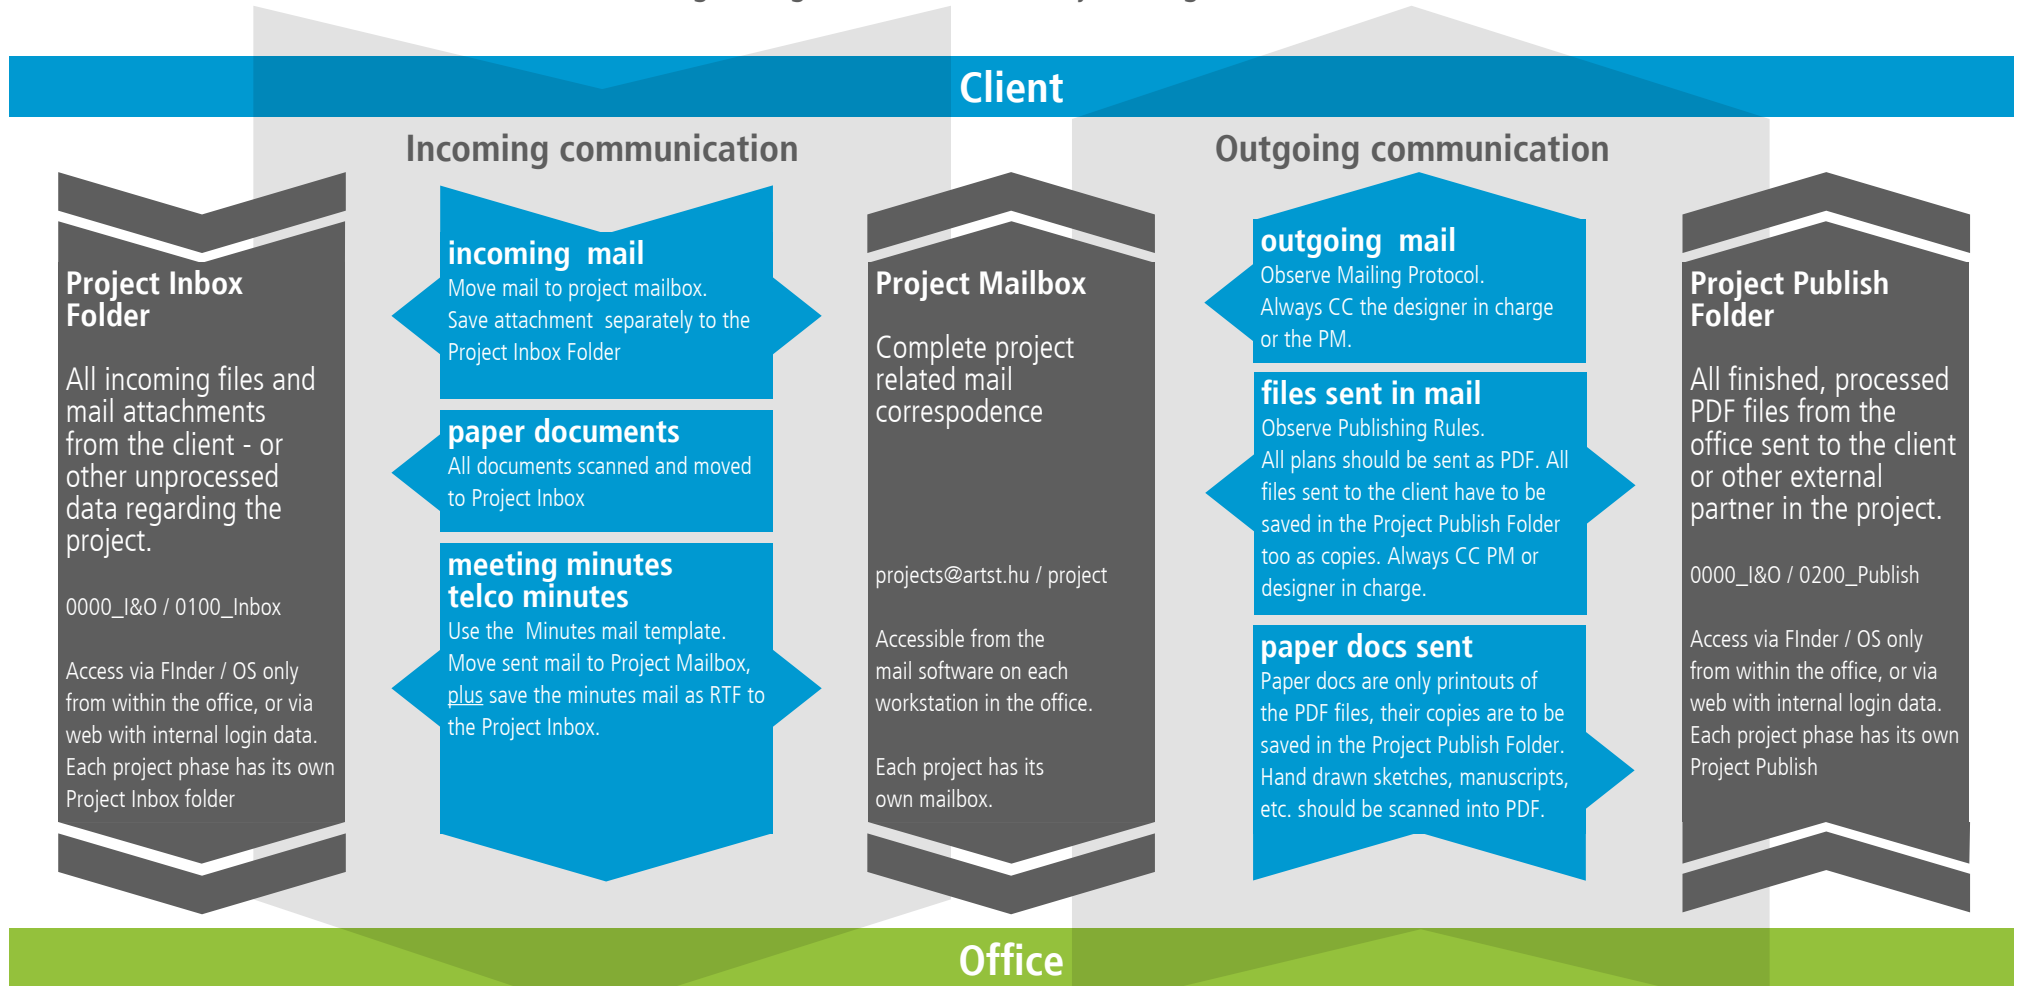 Client
Incoming communication
Outgoing communication
Project Inbox
Folder
All incoming files and
mail attachments
from the client - or
other unprocessed
data regarding the
project.
0000_I&O / 0100_Inbox
Access via FInder / OS only
from within the office, or via
web with internal login data.
Each project phase has its own
Project Inbox folder
incoming  mail
Move mail to project mailbox.
Save attachment  separately to the
Project Inbox Folder
paper documents
All documents scanned and moved
to Project Inbox
meeting minutes
telco minutes
Use the  Minutes mail template.
Move sent mail to Project Mailbox,
plus save the minutes mail as RTF to
the Project Inbox.
Project Mailbox
Complete project
related mail
correspodence
projects@artst.hu / project
Accessible from the
mail software on each
workstation in the office.
Each project has its
own mailbox.
outgoing  mail
Observe Mailing Protocol.
Always CC the designer in charge
or the PM.
files sent in mail
Observe Publishing Rules.
All plans should be sent as PDF. All
files sent to the client have to be
saved in the Project Publish Folder
too as copies. Always CC PM or
designer in charge.
paper docs sent
Paper docs are only printouts of
the PDF files, their copies are to be
saved in the Project Publish Folder.
Hand drawn sketches, manuscripts,
etc. should be scanned into PDF.
Project Publish
Folder
All finished, processed
PDF files from the
office sent to the client
or other external
partner in the project.
0000_I&O / 0200_Publish
Access via FInder / OS only
from within the office, or via
web with internal login data.
Each project phase has its own
Project Publish
Office